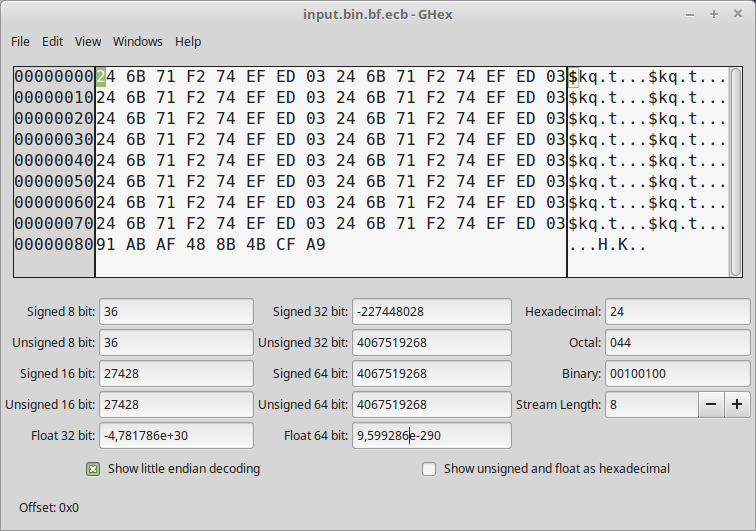 input.bin.bf.ecb - GHex
File Edit View Windows Help
00000000 24 6B 71 F2 74 EF ED 03 24 6B 71 F2 74 EF ED 03 $kq.t...$kq.t...
00000010 24 6B 71 F2 74 EF ED 03 24 6B 71 F2 74 EF ED 03 $kq.t...$kq.t...
00000020 24 6B 71 F2 74 EF ED 03 24 6B 71 F2 74 EF ED 03 $kq.t...$kq.t...
00000030 24 6B 71 F2 74 EF ED 03 24 6B 71 F2 74 EF ED 03 $kq.t...$kq.t...
00000040 24 6B 71 F2 74 EF ED 03 24 6B 71 F2 74 EF ED 03 $kq.t...$kq.t...
00000050 24 6B 71 F2 74 EF ED 03 24 6B 71 F2 74 EF ED 03 $kq.t...$kq.t...
00000060 24 6B 71 F2 74 EF ED 03 24 6B 71 F2 74 EF ED 03 $kq.t...$kq.t...
00000070 24 6B 71 F2 74 EF ED 03 24 6B 71 F2 74 EF ED 03 $kq.t...$kq.t...
00000080 91 AB AF 48 8B 4B CF A9 ...H.K..
Signed 8 bit: 36 Signed 32 bit: -227448028 Hexadecimal: 24
Unsigned 8 bit: 36 Unsigned 32 bit: 4067519268 Octal: 044
Signed 16 bit: 27428 Signed 64 bit: 4067519268 Binary: 00100100
Unsigned 16 bit: 27428 Unsigned 64 bit: 4067519268 Stream Length: 8
Float 32 bit: -4,781786e+30 Float 64 bit: 9,599286e-290
Show little endian decoding Show unsigned and float as hexadecimal
Offset: 0x0